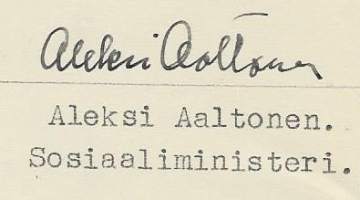 Aleksi Aaltonen
Aleksi Aaltonen.
Sosiaaliministeri.